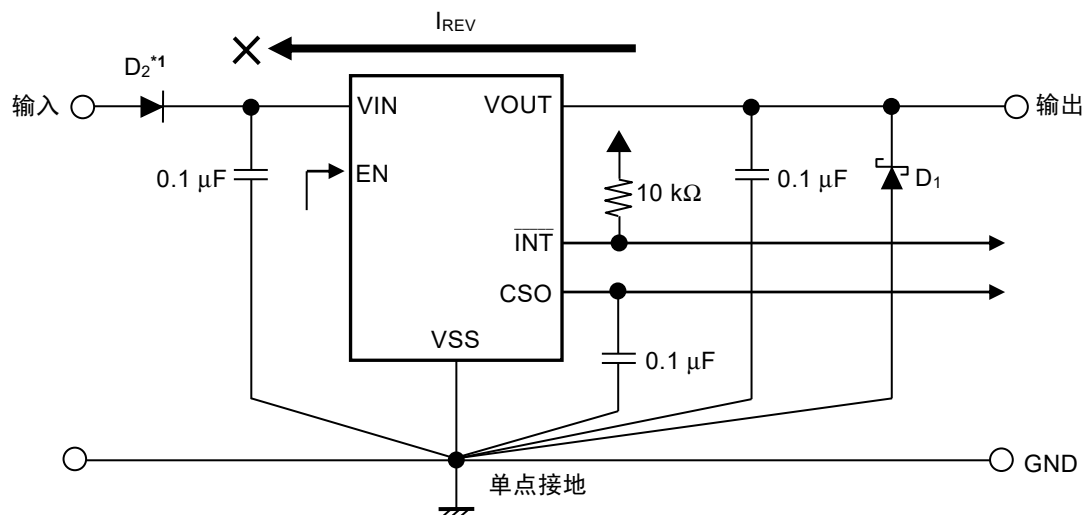 I_REV
D₂*1
输入
VIN
VOUT
输出
0.1 μF
EN
10 kΩ
0.1 μF
D₁
INT
CSO
VSS
0.1 μF
单点接地
GND